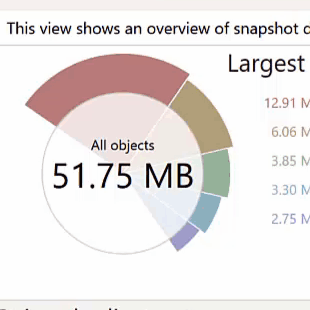 This view shows an overview of snapshot
Largest
All objects
51.75 MB
12.91
6.06
3.85
3.30
2.75